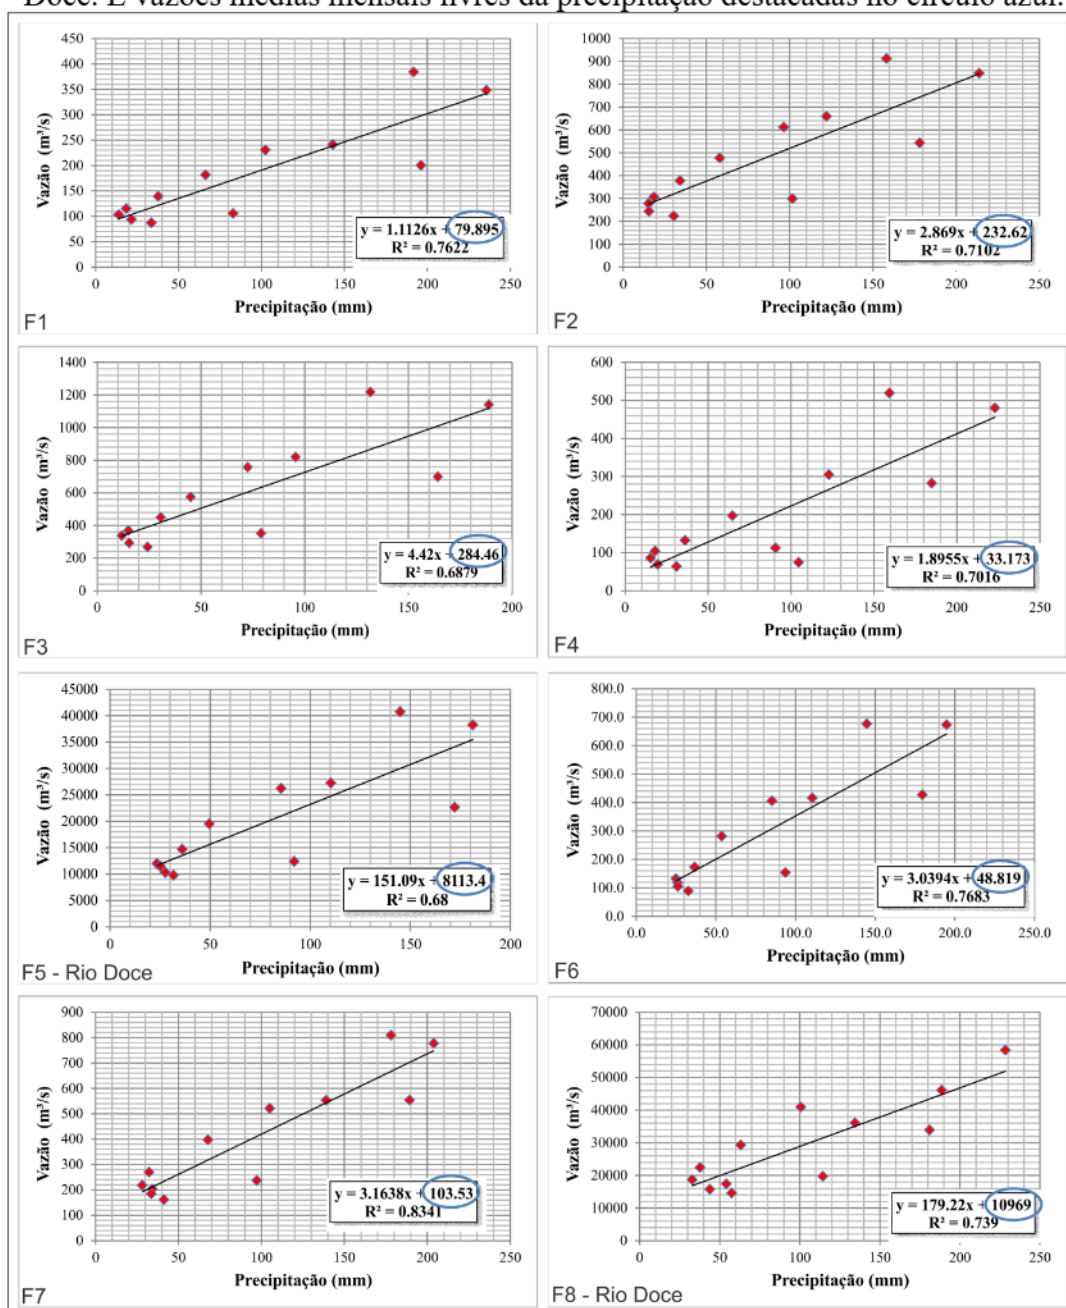 Doce. E vazões médias mensais livres da precipitação destacadas no círculo azul.
450
400
350
300
250
200
150
100
50
0
Vazão (m³/s)
y = 1.1126x + 79.895
R² = 0.7622
0 50 100 150 200 250
Precipitação (mm)
F1
1000
900
800
700
600
500
400
300
200
100
0
Vazão (m³/s)
y = 2.869x + 232.62
R² = 0.7102
0 50 100 150 200 250
Precipitação (mm)
F2
1400
1200
1000
800
600
400
200
0
Vazão (m³/s)
y = 4.42x + 284.46
R² = 0.6879
0 50 100 150 200
Precipitação (mm)
F3
600
500
400
300
200
100
0
Vazão (m³/s)
y = 1.8955x + 33.173
R² = 0.7016
0 50 100 150 200 250
Precipitação (mm)
F4
45000
40000
35000
30000
25000
20000
15000
10000
5000
0
Vazão (m³/s)
y = 151.09x + 8113.4
R² = 0.68
0 50 100 150 200
Precipitação (mm)
F5 - Rio Doce
800.0
700.0
600.0
500.0
400.0
300.0
200.0
100.0
0.0
Vazão (m³/s)
y = 3.0394x + 48.819
R² = 0.7683
0.0 50.0 100.0 150.0 200.0 250.0
Precipitação (mm)
F6
900
800
700
600
500
400
300
200
100
0
Vazão (m³/s)
y = 3.1638x + 103.53
R² = 0.8341
0 50 100 150 200 250
Precipitação (mm)
F7
70000
60000
50000
40000
30000
20000
10000
0
Vazão (m³/s)
y = 179.22x + 10969
R² = 0.739
0 50 100 150 200 250
Precipitação (mm)
F8 - Rio Doce